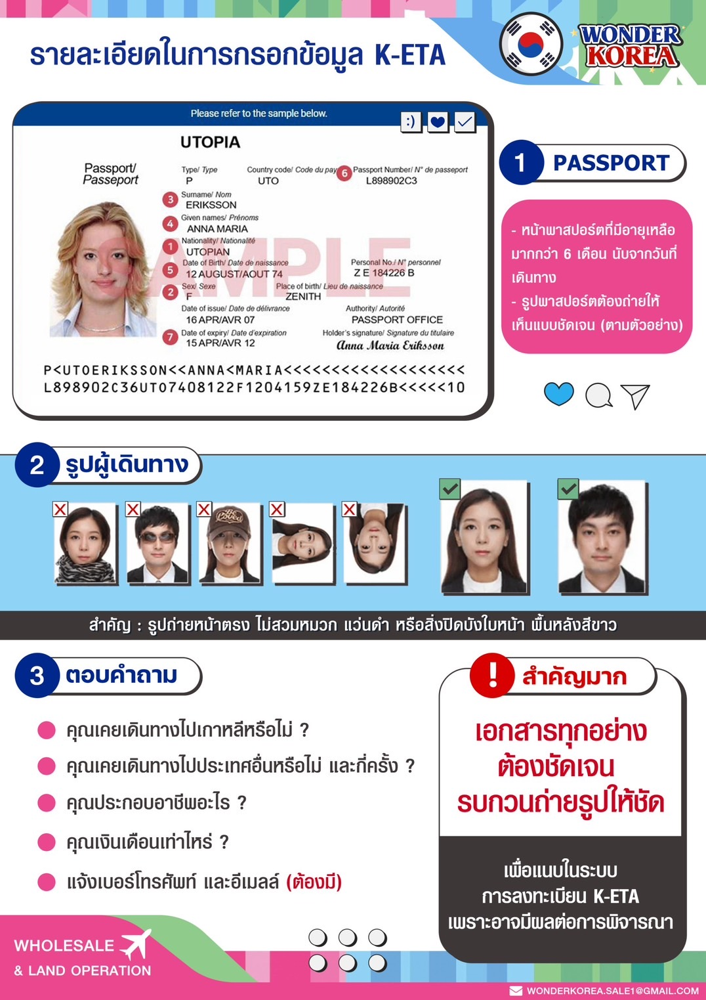 รายละเอียดในการกรอกข้อมูล K-ETA
WONDER
KOREA
Please refer to the sample below.
:)
UTOPIA
Passport/
Passeport
Type/ Type
P
Country code/ Code du pay
UTO
6
Passport Number/ N° de passeport
L898902C3
3
Surname/ Nom
ERIKSSON
4
Given names/ Prénoms
ANNA MARIA
1
Nationality/ Nationalité
UTOPIAN
5
Date of Birth/ Date de naissance
12 AUGUST/AOUT 74
Personal No./ N° personnel
Z E 184226 B
2
Sex/ Sexe
F
Place of birth/ Lieu de naissance
ZENITH
Date of issue/ Date de délivrance
16 APR/AVR 07
Authority/ Autorité
PASSPORT OFFICE
7
Date of expiry/ Date d'expiration
15 APR/AVR 12
Holder's signature/ Signature du titulaire
Anna Maria Eriksson
AMPLE
P<UTOERIKSSON<<ANNA<MARIA<<<<<<<<<<<<<<<<<<<
L898902C36UTO7408122F1204159ZE184226B<<<<<10
1 PASSPORT
- หน้าพาสปอร์ตที่มีอายุเหลือ
มากกว่า 6 เดือน นับจากวันที่
เดินทาง
- รูปพาสปอร์ตต้องถ่ายให้
เห็นแบบชัดเจน (ตามตัวอย่าง)
2 รูปผู้เดินทาง
Be
Loved
สำคัญ : รูปถ่ายหน้าตรง ไม่สวมหมวก แว่นดำ หรือสิ่งปิดบังใบหน้า พื้นหลังสีขาว
3 ตอบคำถาม
คุณเคยเดินทางไปเกาหลีหรือไม่ ?
คุณเคยเดินทางไปประเทศอื่นหรือไม่ และกี่ครั้ง ?
คุณประกอบอาชีพอะไร ?
คุณเงินเดือนเท่าไหร่ ?
แจ้งเบอร์โทรศัพท์ และอีเมลล์ (ต้องมี)
! สำคัญมาก
เอกสารทุกอย่าง
ต้องชัดเจน
รบกวนถ่ายรูปให้ชัด
เพื่อแนบในระบบ
การลงทะเบียน K-ETA
เพราะอาจมีผลต่อการพิจารณา
WHOLESALE
& LAND OPERATION
WONDERKOREA.SALE1@GMAIL.COM